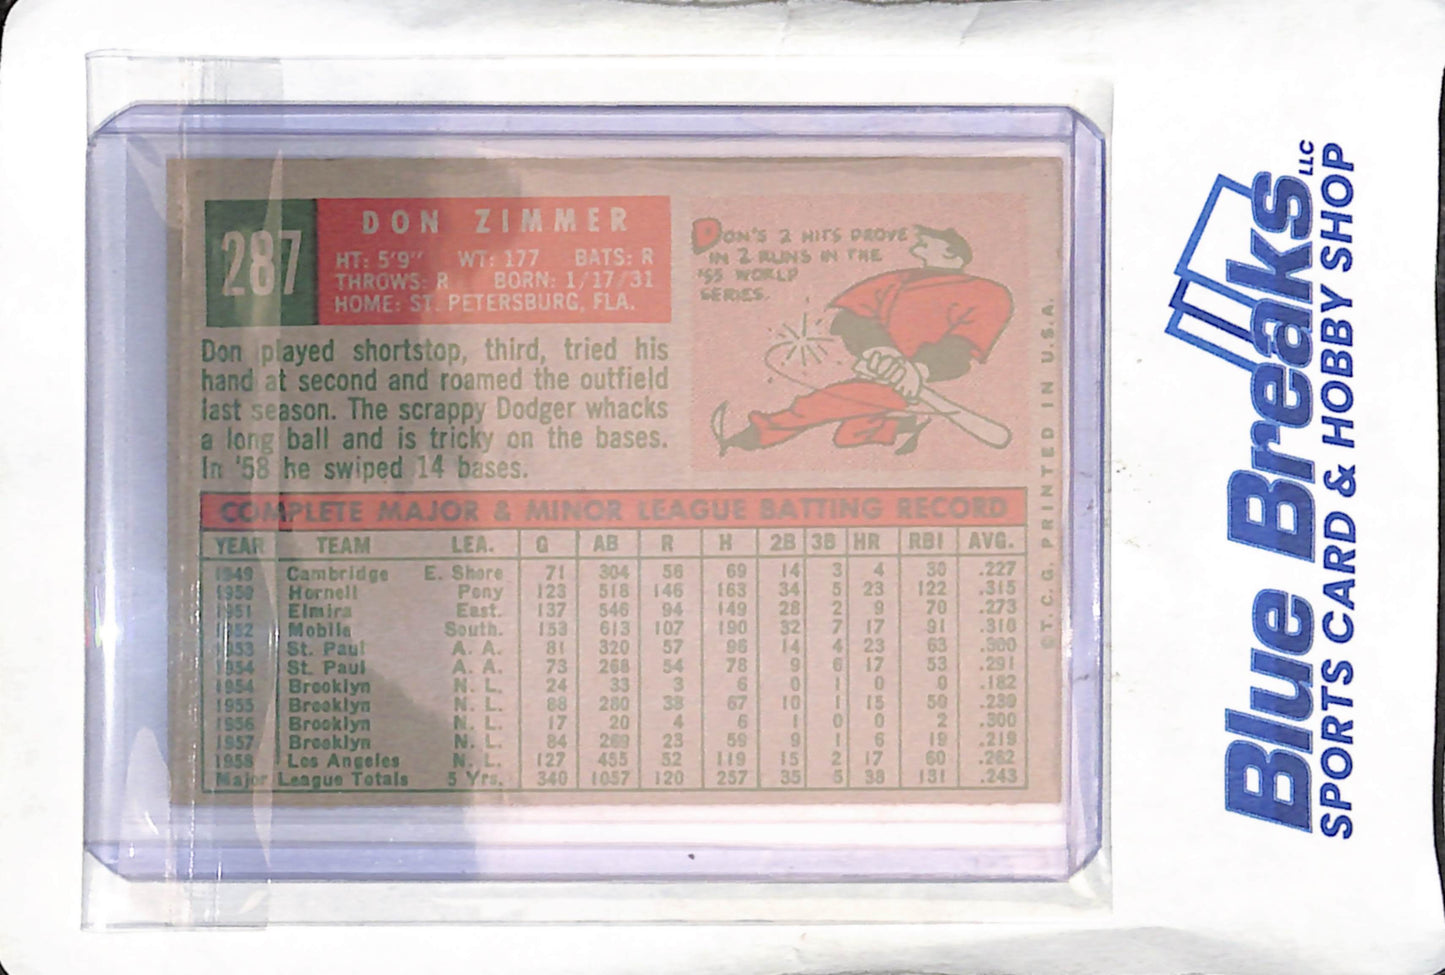 287
DON ZIMMER
HT: 5'9" WT: 177 BATS: R
THROWS: R BORN: 1/17/31
HOME: ST. PETERSBURG, FLA.
DON'S 2 HITS DROVE
IN 2 RUNS IN THE
'55 WORLD
SERIES.
Don played shortstop, third, tried his
hand at second and roamed the outfield
last season. The scrappy Dodger whacks
a long ball and is tricky on the bases.
In '58 he swiped 14 bases.
COMPLETE MAJOR & MINOR LEAGUE BATTING RECORD
YEAR TEAM LEA. G AB R H 2B 3B HR RBI AVG.
1949 Cambridge E. Shore 71 304 56 69 14 3 4 30 .227
1950 Hornell Pony 123 518 146 163 34 5 23 122 .315
1951 Elmira East. 137 546 94 149 28 2 9 70 .273
1952 Mobile South. 153 613 107 190 32 7 17 91 .310
1953 St. Paul A. A. 81 320 57 96 14 4 23 63 .300
1954 St. Paul A. A. 73 268 54 78 9 6 17 53 .291
1954 Brooklyn N. L. 24 33 3 6 0 1 0 0 .182
1955 Brooklyn N. L. 88 280 38 67 10 1 15 50 .239
1956 Brooklyn N. L. 17 20 4 6 1 0 0 2 .300
1957 Brooklyn N. L. 84 269 23 59 9 1 6 19 .219
1958 Los Angeles N. L. 127 455 52 119 15 2 17 60 .262
Major League Totals 5 Yrs. 340 1057 120 257 35 5 38 131 .243
©T. C. G. PRINTED IN U.S.A.
Blue Breaks LLC
SPORTS CARD & HOBBY SHOP